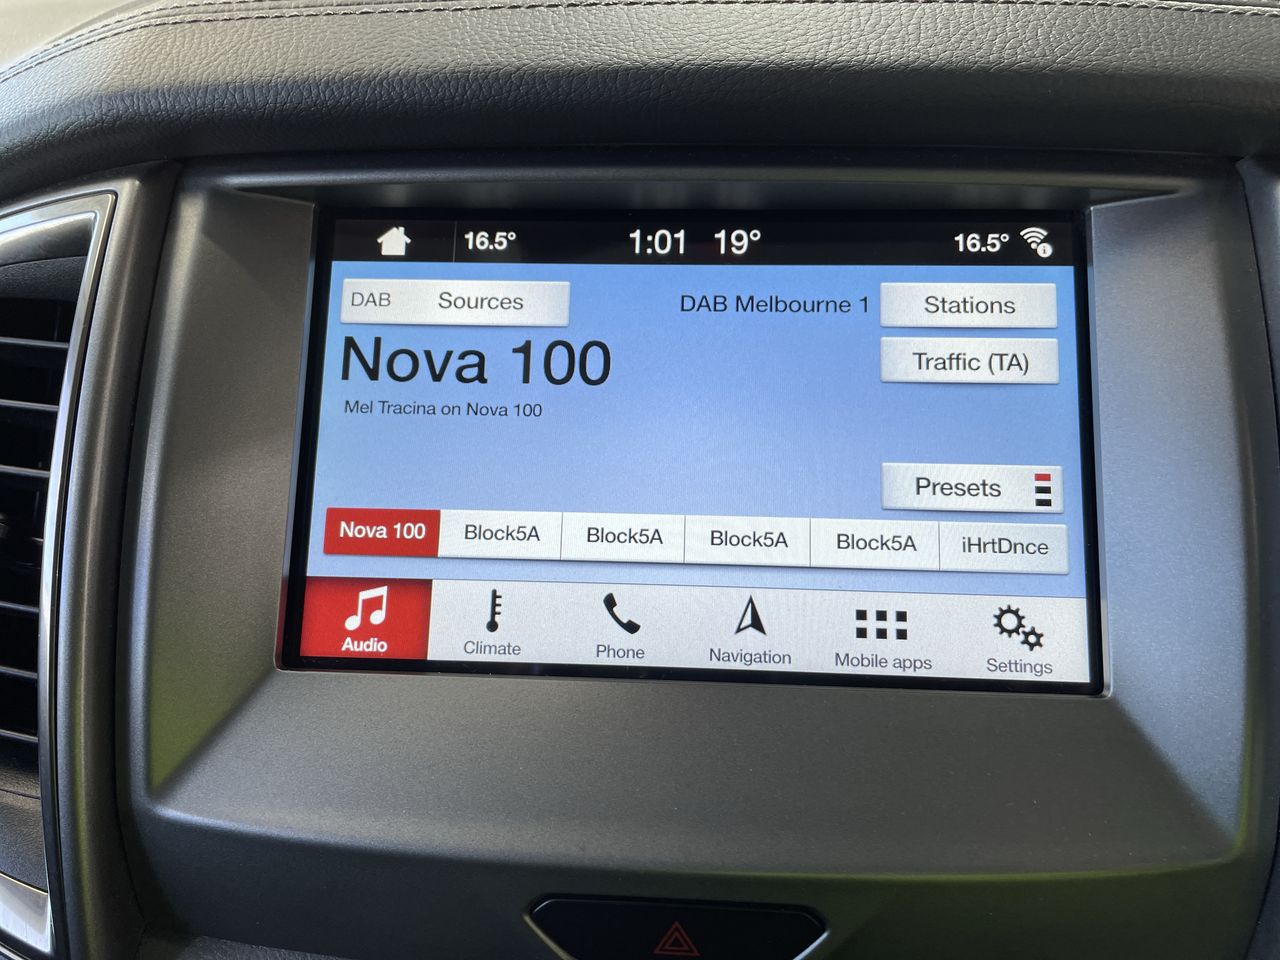 16.5° 1:01 19° 16.5°
DAB Sources DAB Melbourne 1 Stations
Nova 100 Traffic (TA)
Mel Tracina on Nova 100
Presets
Nova 100 Block5A Block5A Block5A Block5A iHrtDnce
Audio Climate Phone Navigation Mobile apps Settings